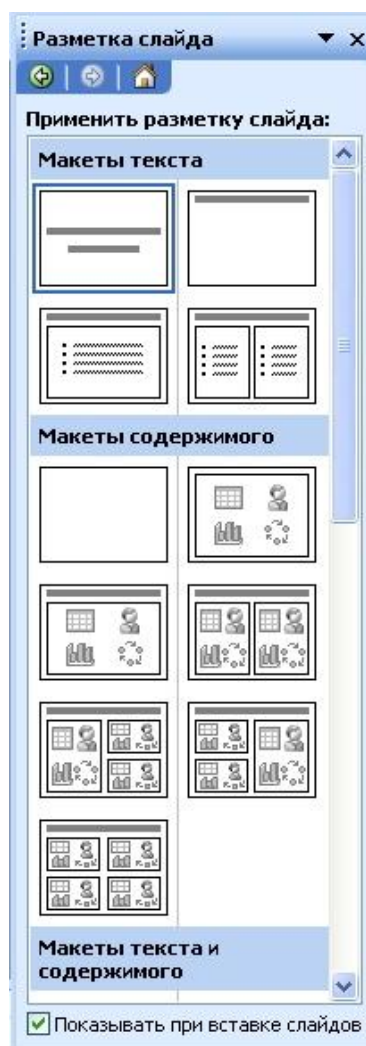 Разметка слайда
Применить разметку слайда:
Макеты текста
Макеты содержимого
Макеты текста и
содержимого
Показывать при вставке слайдов